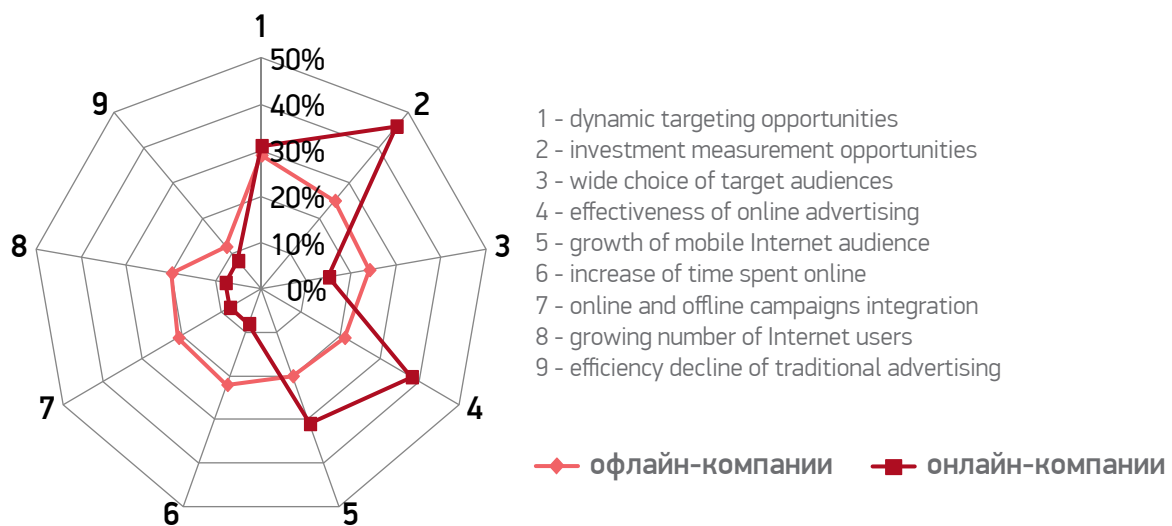 1
50%
9
40%
2
30%
20%
8
10%
3
0%
7
4
6
5
1 - dynamic targeting opportunities
2 - investment measurement opportunities
3 - wide choice of target audiences
4 - effectiveness of online advertising
5 - growth of mobile Internet audience
6 - increase of time spent online
7 - online and offline campaigns integration
8 - growing number of Internet users
9 - efficiency decline of traditional advertising
офлайн-компании
онлайн-компании